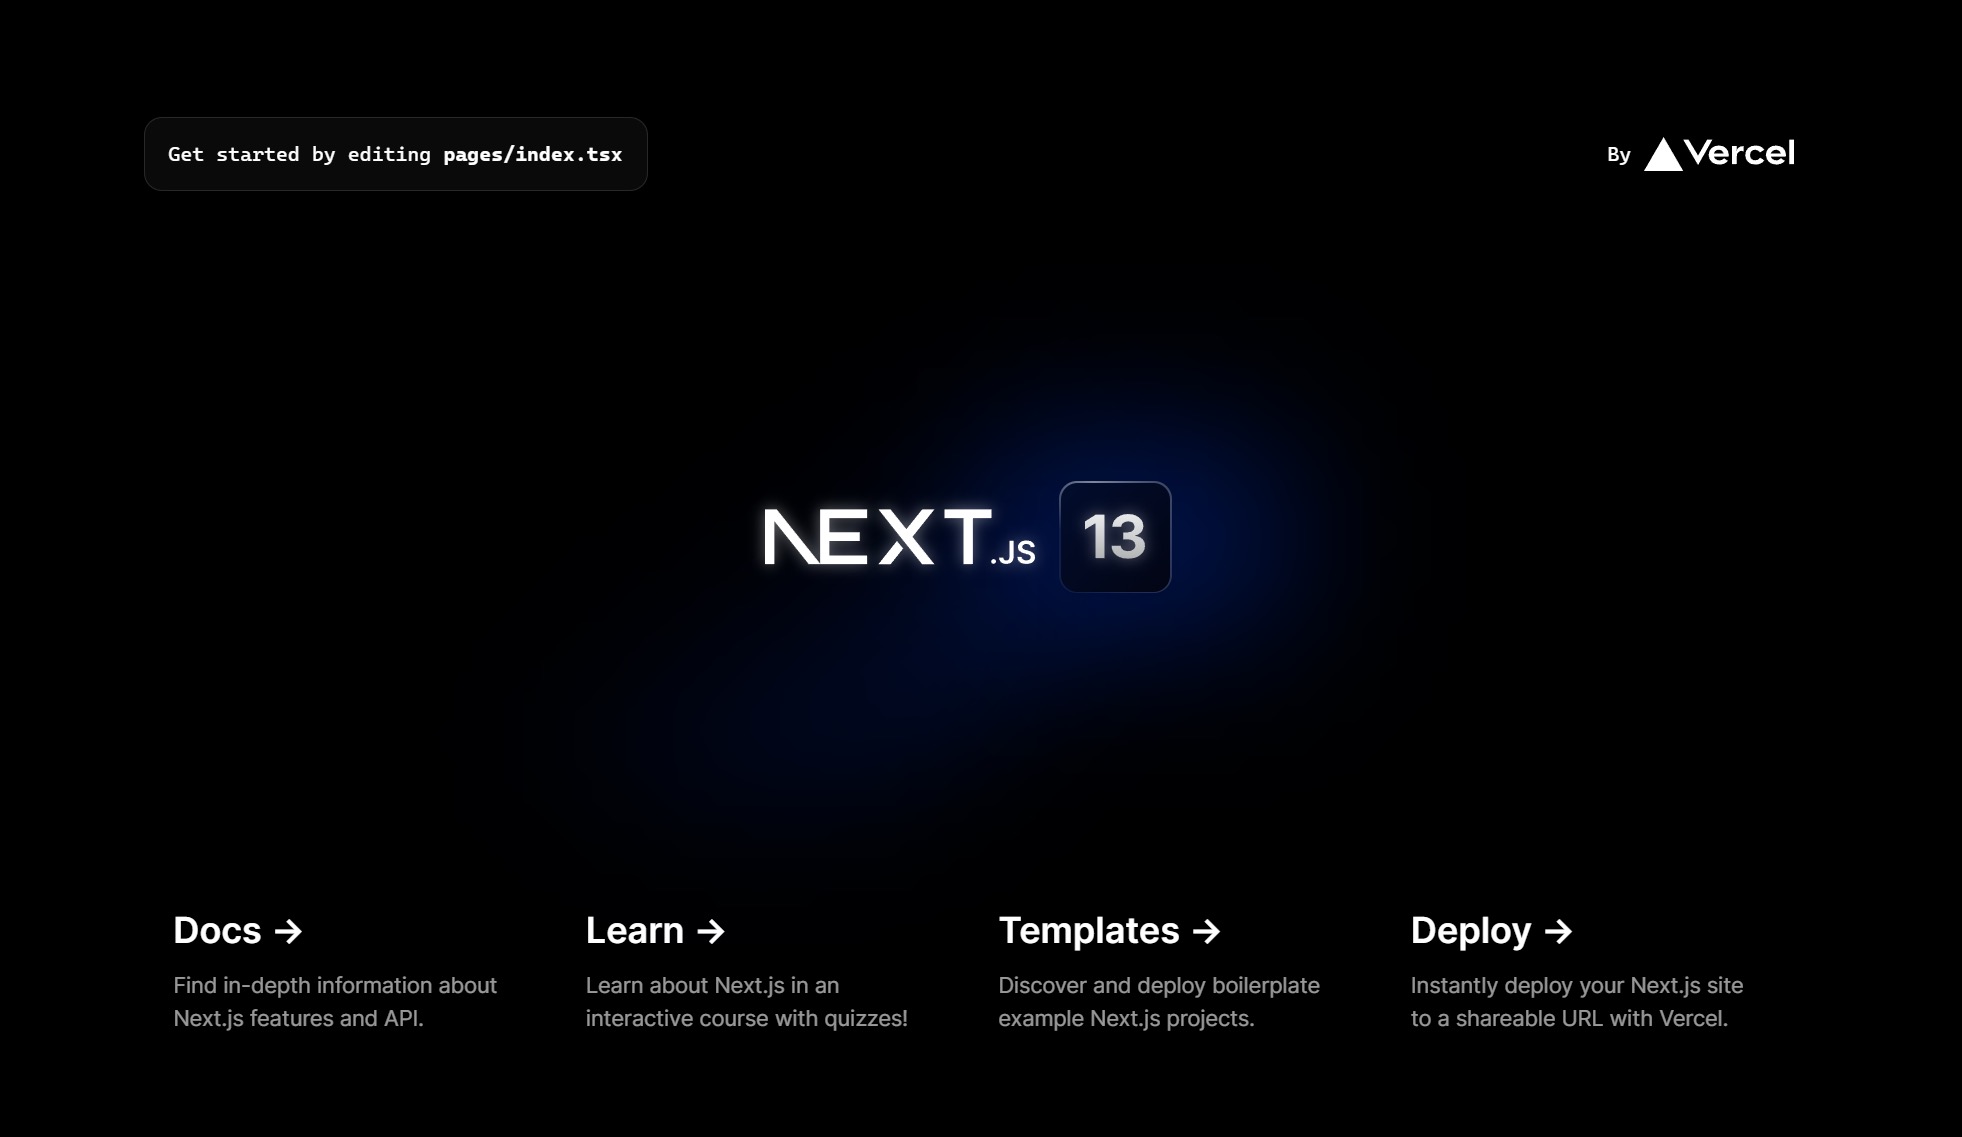 Get started by editing pages/index.tsx
By Vercel
NEXT.JS 13
Docs →
Find in-depth information about
Next.js features and API.
Learn →
Learn about Next.js in an
interactive course with quizzes!
Templates →
Discover and deploy boilerplate
example Next.js projects.
Deploy →
Instantly deploy your Next.js site
to a shareable URL with Vercel.